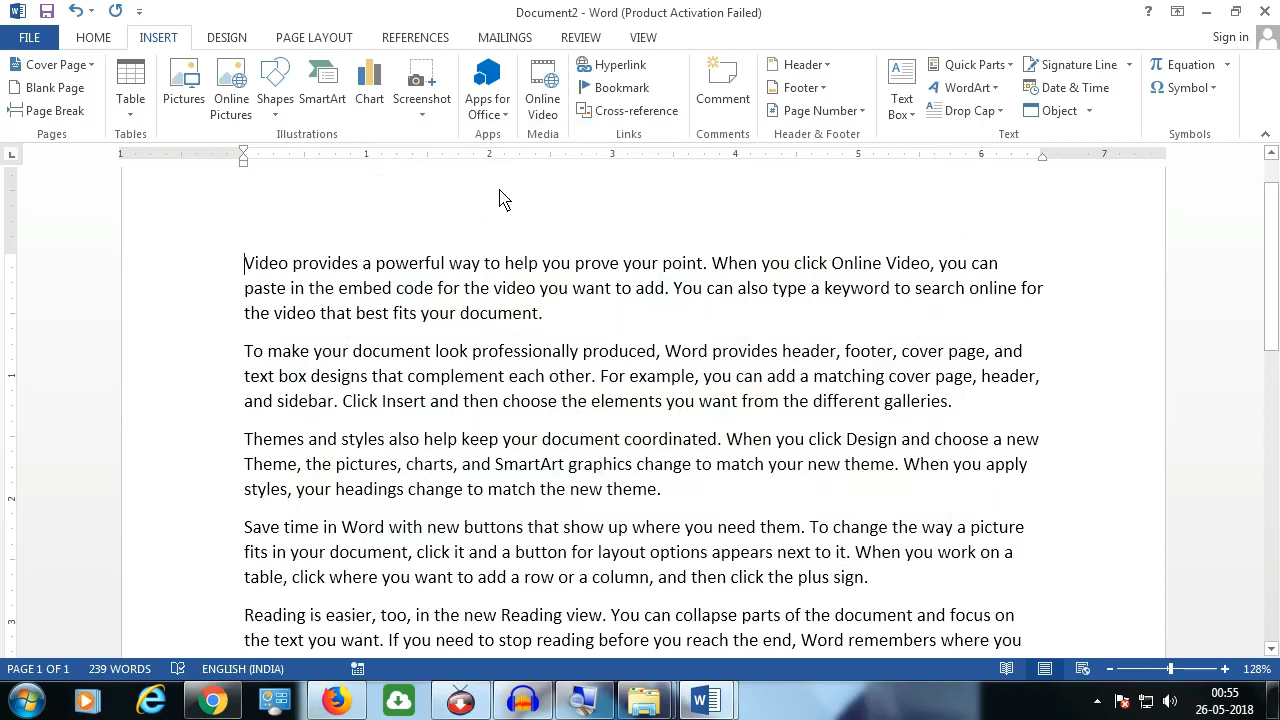 Document2 - Word (Product Activation Failed)
FILE HOME INSERT DESIGN PAGE LAYOUT REFERENCES MAILINGS REVIEW VIEW Sign in
Cover Page
Blank Page
Page Break
Pages
Table
Tables
Pictures
Online Pictures
Shapes
SmartArt
Chart
Screenshot
Illustrations
Apps for Office
Apps
Online Video
Media
Hyperlink
Bookmark
Cross-reference
Links
Comment
Comments
Header
Footer
Page Number
Header & Footer
Text Box
Quick Parts
WordArt
Drop Cap
Signature Line
Date & Time
Object
Text
Equation
Symbol
Symbols
1 1 2 3 4 5 6 7
Video provides a powerful way to help you prove your point. When you click Online Video, you can
paste in the embed code for the video you want to add. You can also type a keyword to search online for
the video that best fits your document.
To make your document look professionally produced, Word provides header, footer, cover page, and
text box designs that complement each other. For example, you can add a matching cover page, header,
and sidebar. Click Insert and then choose the elements you want from the different galleries.
Themes and styles also help keep your document coordinated. When you click Design and choose a new
Theme, the pictures, charts, and SmartArt graphics change to match your new theme. When you apply
styles, your headings change to match the new theme.
Save time in Word with new buttons that show up where you need them. To change the way a picture
fits in your document, click it and a button for layout options appears next to it. When you work on a
table, click where you want to add a row or a column, and then click the plus sign.
Reading is easier, too, in the new Reading view. You can collapse parts of the document and focus on
the text you want. If you need to stop reading before you reach the end, Word remembers where you
1
2
3
PAGE 1 OF 1 239 WORDS ENGLISH (INDIA) 128%
00:55
26-05-2018